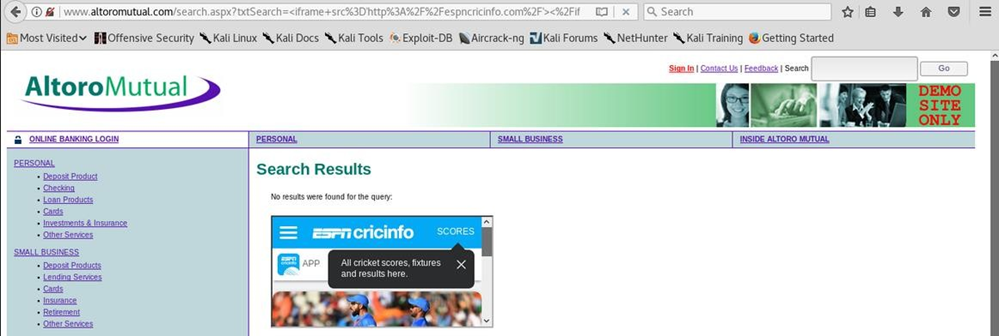 www.altoromutual.com/search.aspx?txtSearch=<iframe+src%3D'http%3A%2F%2Fespncricinfo.com%2F'><%2Fif
Search
Most Visited
Offensive Security
Kali Linux
Kali Docs
Kali Tools
Exploit-DB
Aircrack-ng
Kali Forums
NetHunter
Kali Training
Getting Started
AltoroMutual
Sign In | Contact Us | Feedback | Search
Go
DEMO
SITE
ONLY
ONLINE BANKING LOGIN
PERSONAL
SMALL BUSINESS
INSIDE ALTORO MUTUAL
PERSONAL
Deposit Product
Checking
Loan Products
Cards
Investments & Insurance
Other Services
SMALL BUSINESS
Deposit Products
Lending Services
Cards
Insurance
Retirement
Other Services
Search Results
No results were found for the query:
ESPN cricinfo
SCORES
APP
All cricket scores, fixtures
and results here.